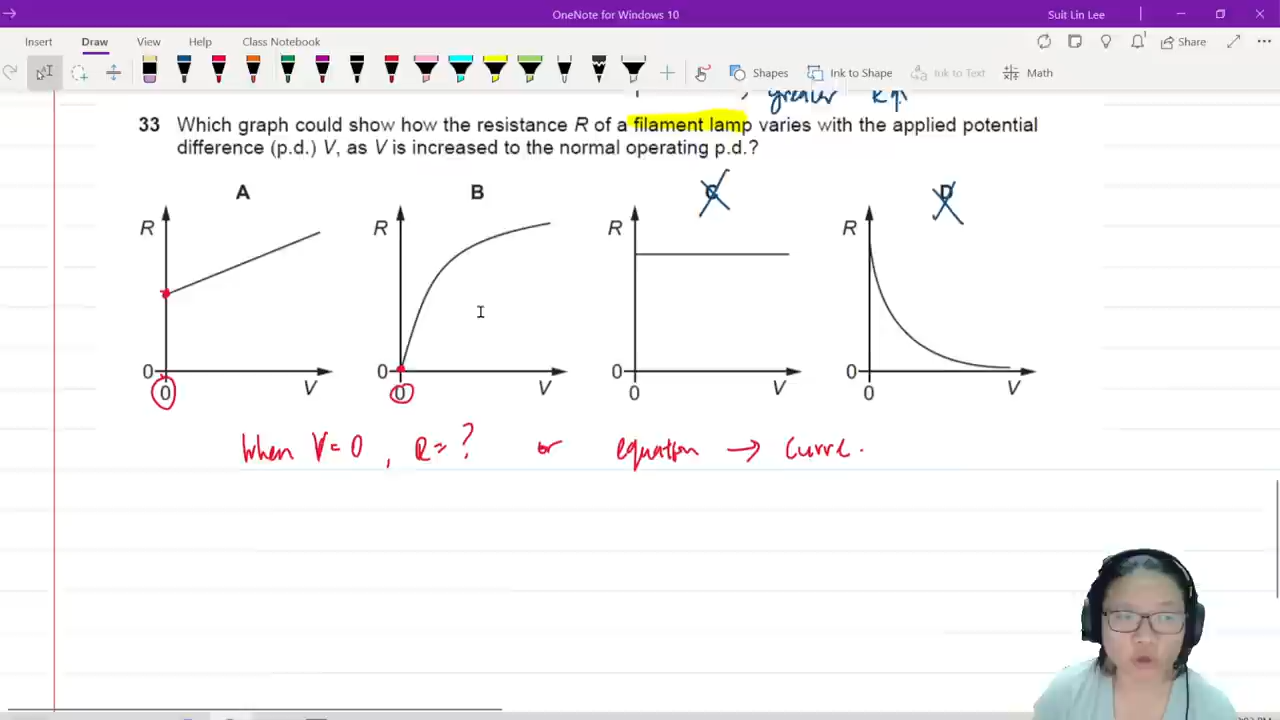 OneNote for Windows 10
Suit Lin Lee
Insert Draw View Help Class Notebook
Share
Shapes Ink to Shape Ink to Text Math
greater
33 Which graph could show how the resistance R of a filament lamp varies with the applied potential
difference (p.d.) V, as V is increased to the normal operating p.d.?
A B C D
R R R R
0 0 0 0
0 V 0 V 0 V 0 V
When V=0, R=? or equation → curve.